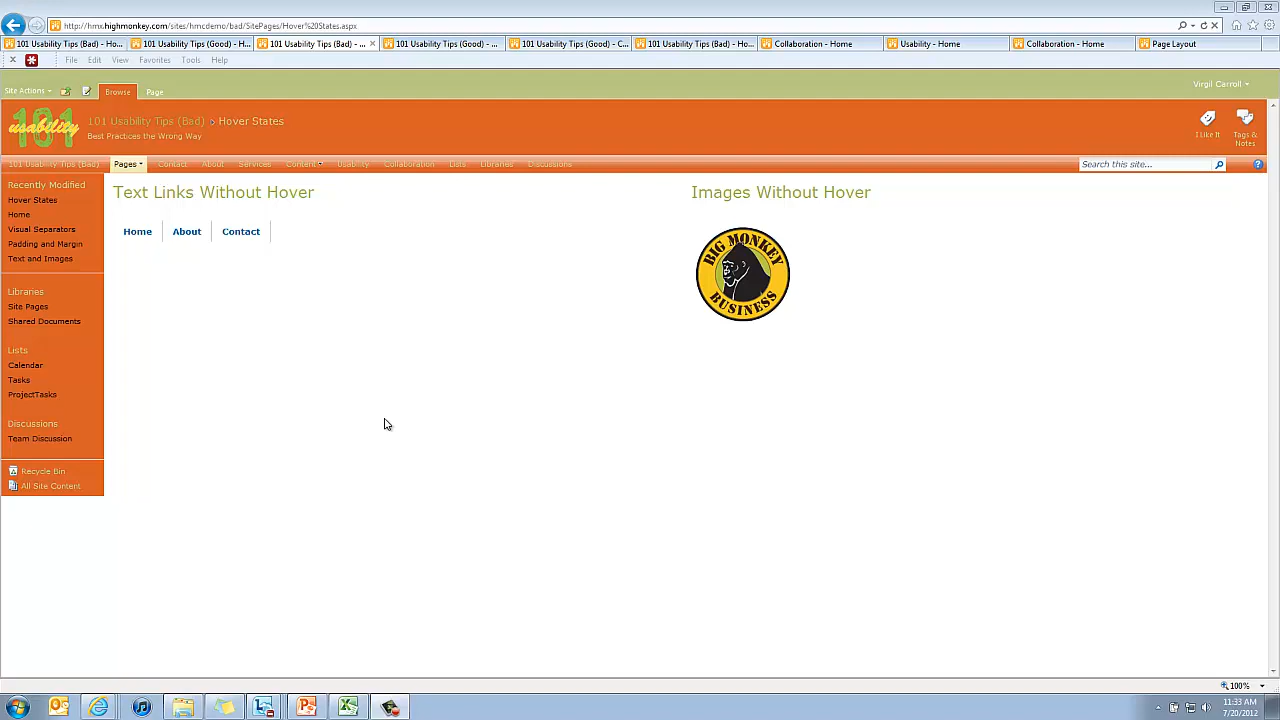 http://hmx.highmonkey.com/sites/hmcdemo/bad/SitePages/Hover%20States.aspx
101 Usability Tips (Bad) - Ho...
101 Usability Tips (Good) - H...
101 Usability Tips (Bad) - ...
101 Usability Tips (Good) - ...
101 Usability Tips (Good) - C...
101 Usability Tips (Bad) - Ho...
Collaboration - Home
Usability - Home
Collaboration - Home
Page Layout
File Edit View Favorites Tools Help
Site Actions
Browse
Page
Virgil Carroll
101 usability
101 Usability Tips (Bad) › Hover States
Best Practices the Wrong Way
I Like It
Tags & Notes
101 Usability Tips (Bad) Pages Contact About Services Content Usability Collaboration Lists Libraries Discussions
Search this site...
Recently Modified
Hover States
Home
Visual Separators
Padding and Margin
Text and Images
Libraries
Site Pages
Shared Documents
Lists
Calendar
Tasks
ProjectTasks
Discussions
Team Discussion
Recycle Bin
All Site Content
Text Links Without Hover
Home About Contact
Images Without Hover
BIG MONKEY
BUSINESS
100%
11:33 AM
7/20/2012